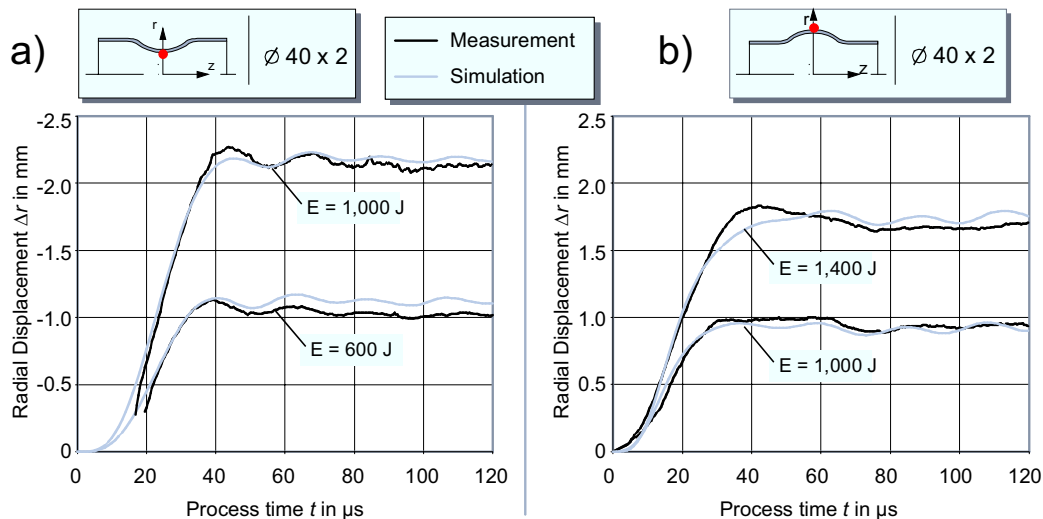 a)
r
z
Ø 40 x 2
Measurement
Simulation
b)
r
Z
Ø 40 x 2
Radial Displacement Δr in mm
-2.5
-2.0
-1.5
-1.0
-0.5
0
E = 1,000 J
E = 600 J
0 20 40 60 80 100 120
Process time t in µs
Radial Displacement Δr in mm
2.5
2.0
1.5
1.0
0.5
0
E = 1,400 J
E = 1,000 J
0 20 40 60 80 100 120
Process time t in µs